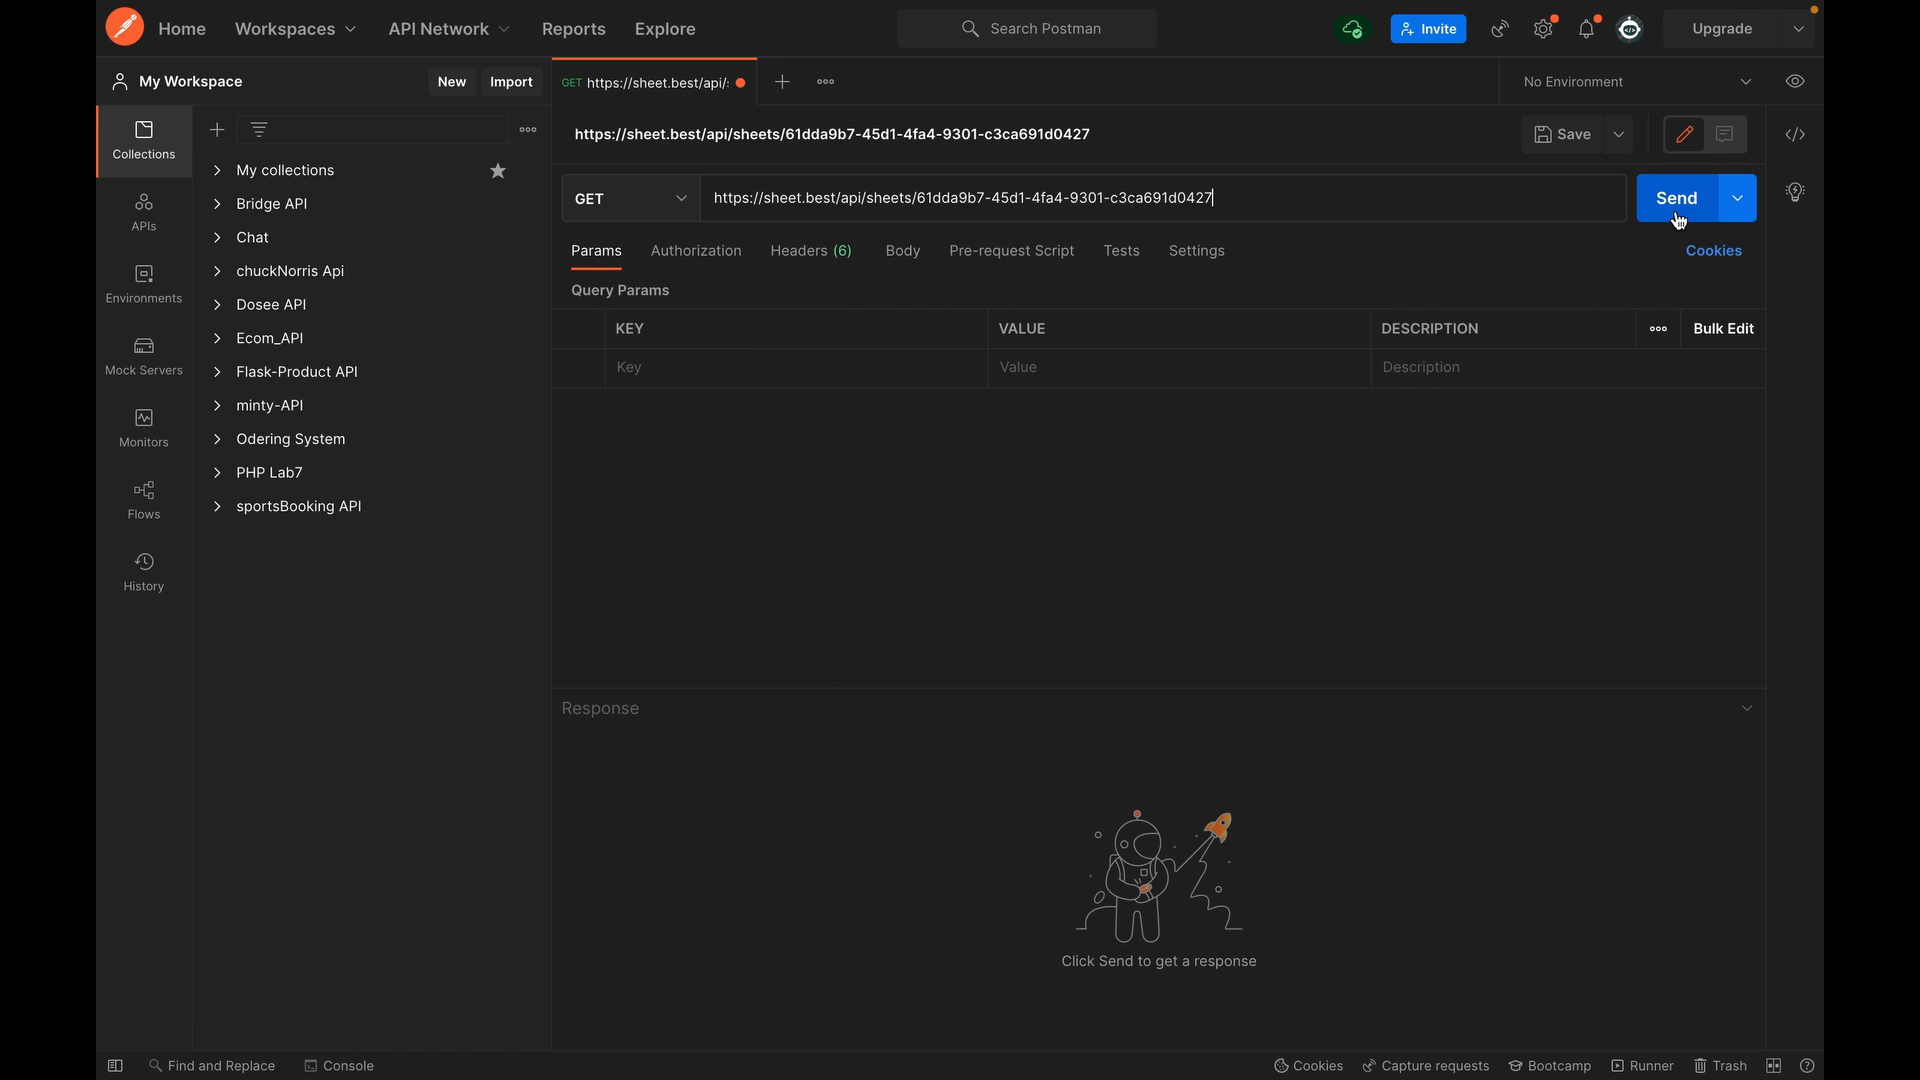 Home Workspaces API Network Reports Explore Search Postman Invite Upgrade
My Workspace New Import GET https://sheet.best/api/s No Environment
Collections
APIs
Environments
Mock Servers
Monitors
Flows
History
My collections
Bridge API
Chat
chuckNorris Api
Dosee API
Ecom_API
Flask-Product API
minty-API
Odering System
PHP Lab7
sportsBooking API
https://sheet.best/api/sheets/61dda9b7-45d1-4fa4-9301-c3ca691d0427 Save
GET https://sheet.best/api/sheets/61dda9b7-45d1-4fa4-9301-c3ca691d0427 Send
Params Authorization Headers (6) Body Pre-request Script Tests Settings Cookies
Query Params
KEY VALUE DESCRIPTION Bulk Edit
Key Value Description
Response
Click Send to get a response
Find and Replace Console Cookies Capture requests Bootcamp Runner Trash